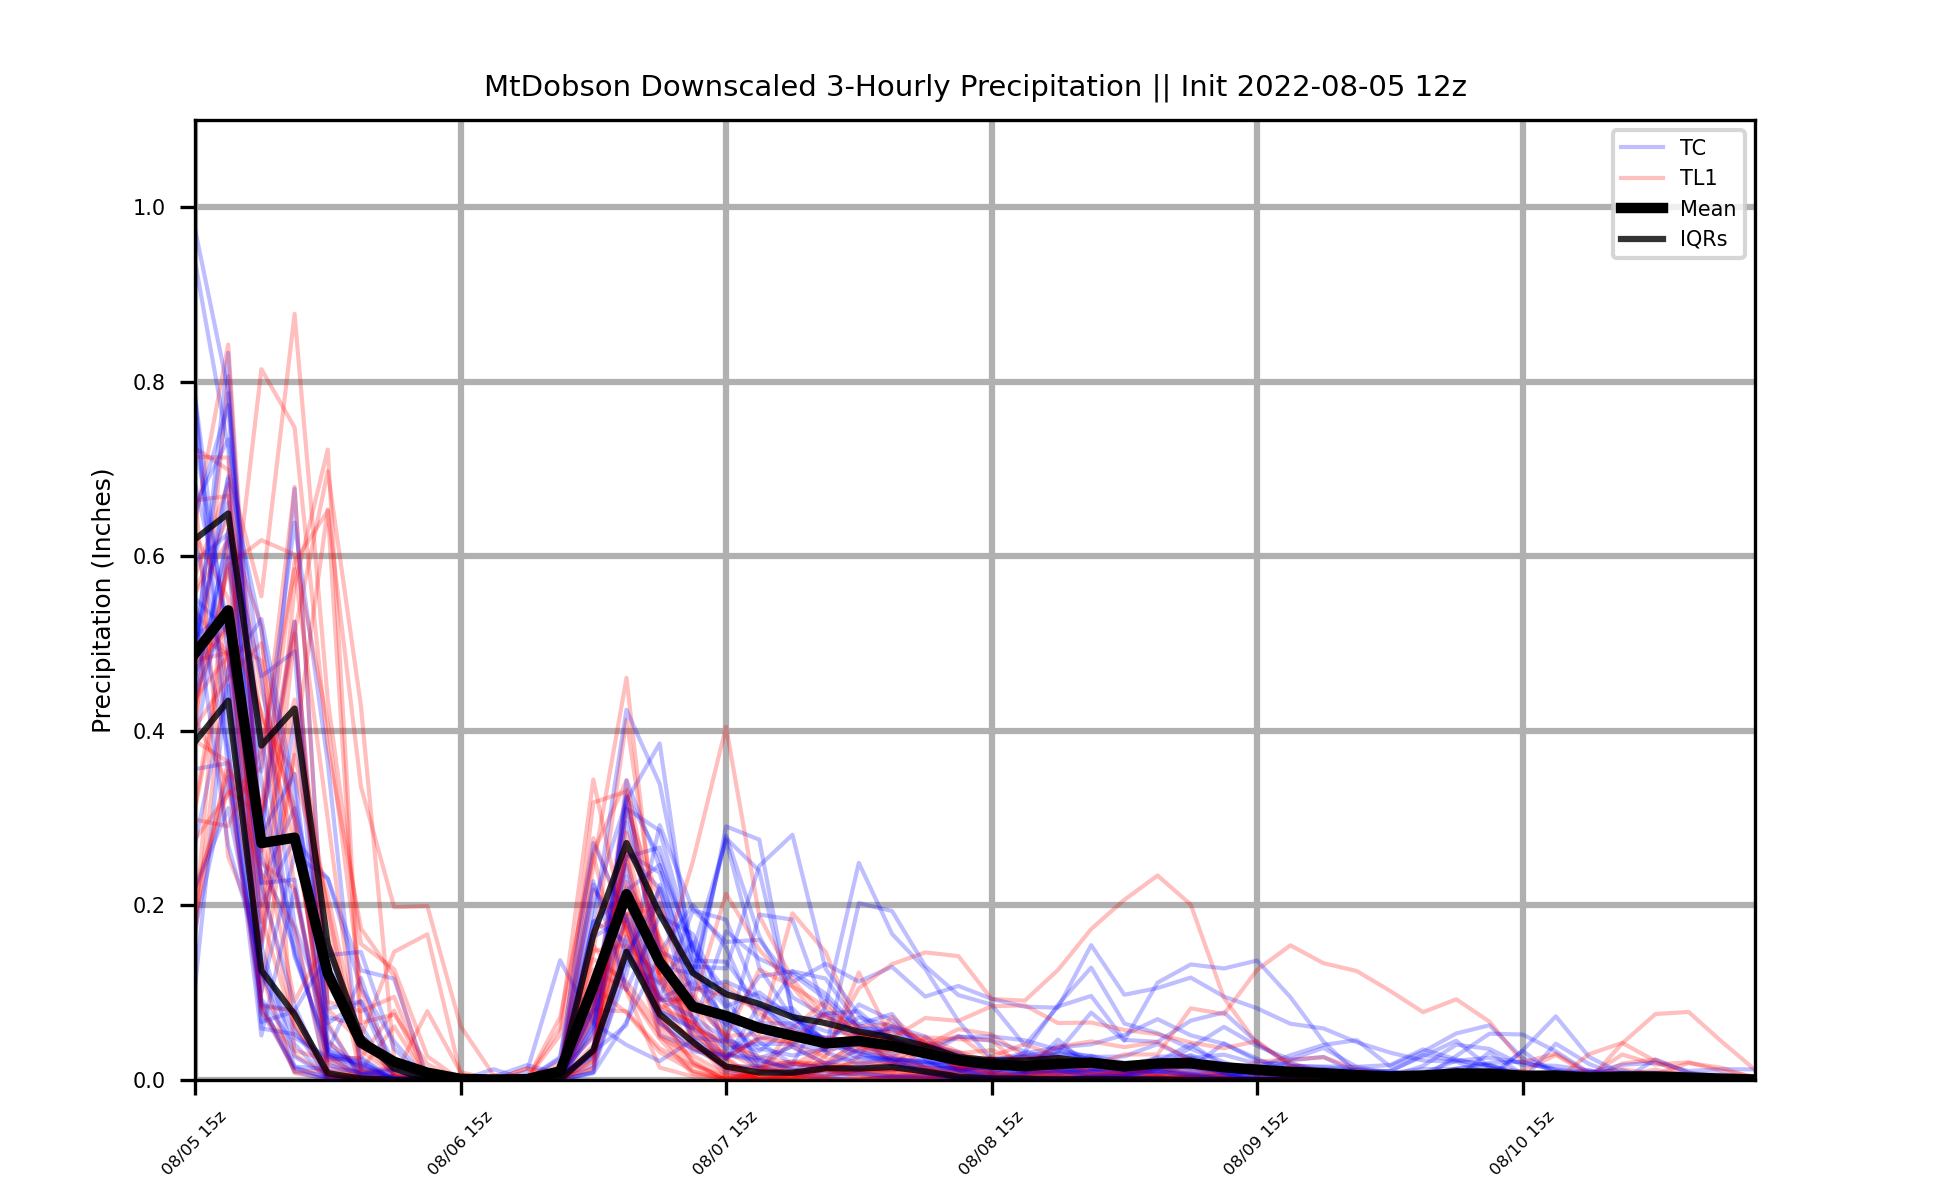 MtDobson Downscaled 3-Hourly Precipitation || Init 2022-08-05 12z
TC
TL1
Mean
IQRs
Precipitation (Inches)
1.0
0.8
0.6
0.4
0.2
0.0
08/05 15z
08/06 15z
08/07 15z
08/08 15z
08/09 15z
08/10 15z